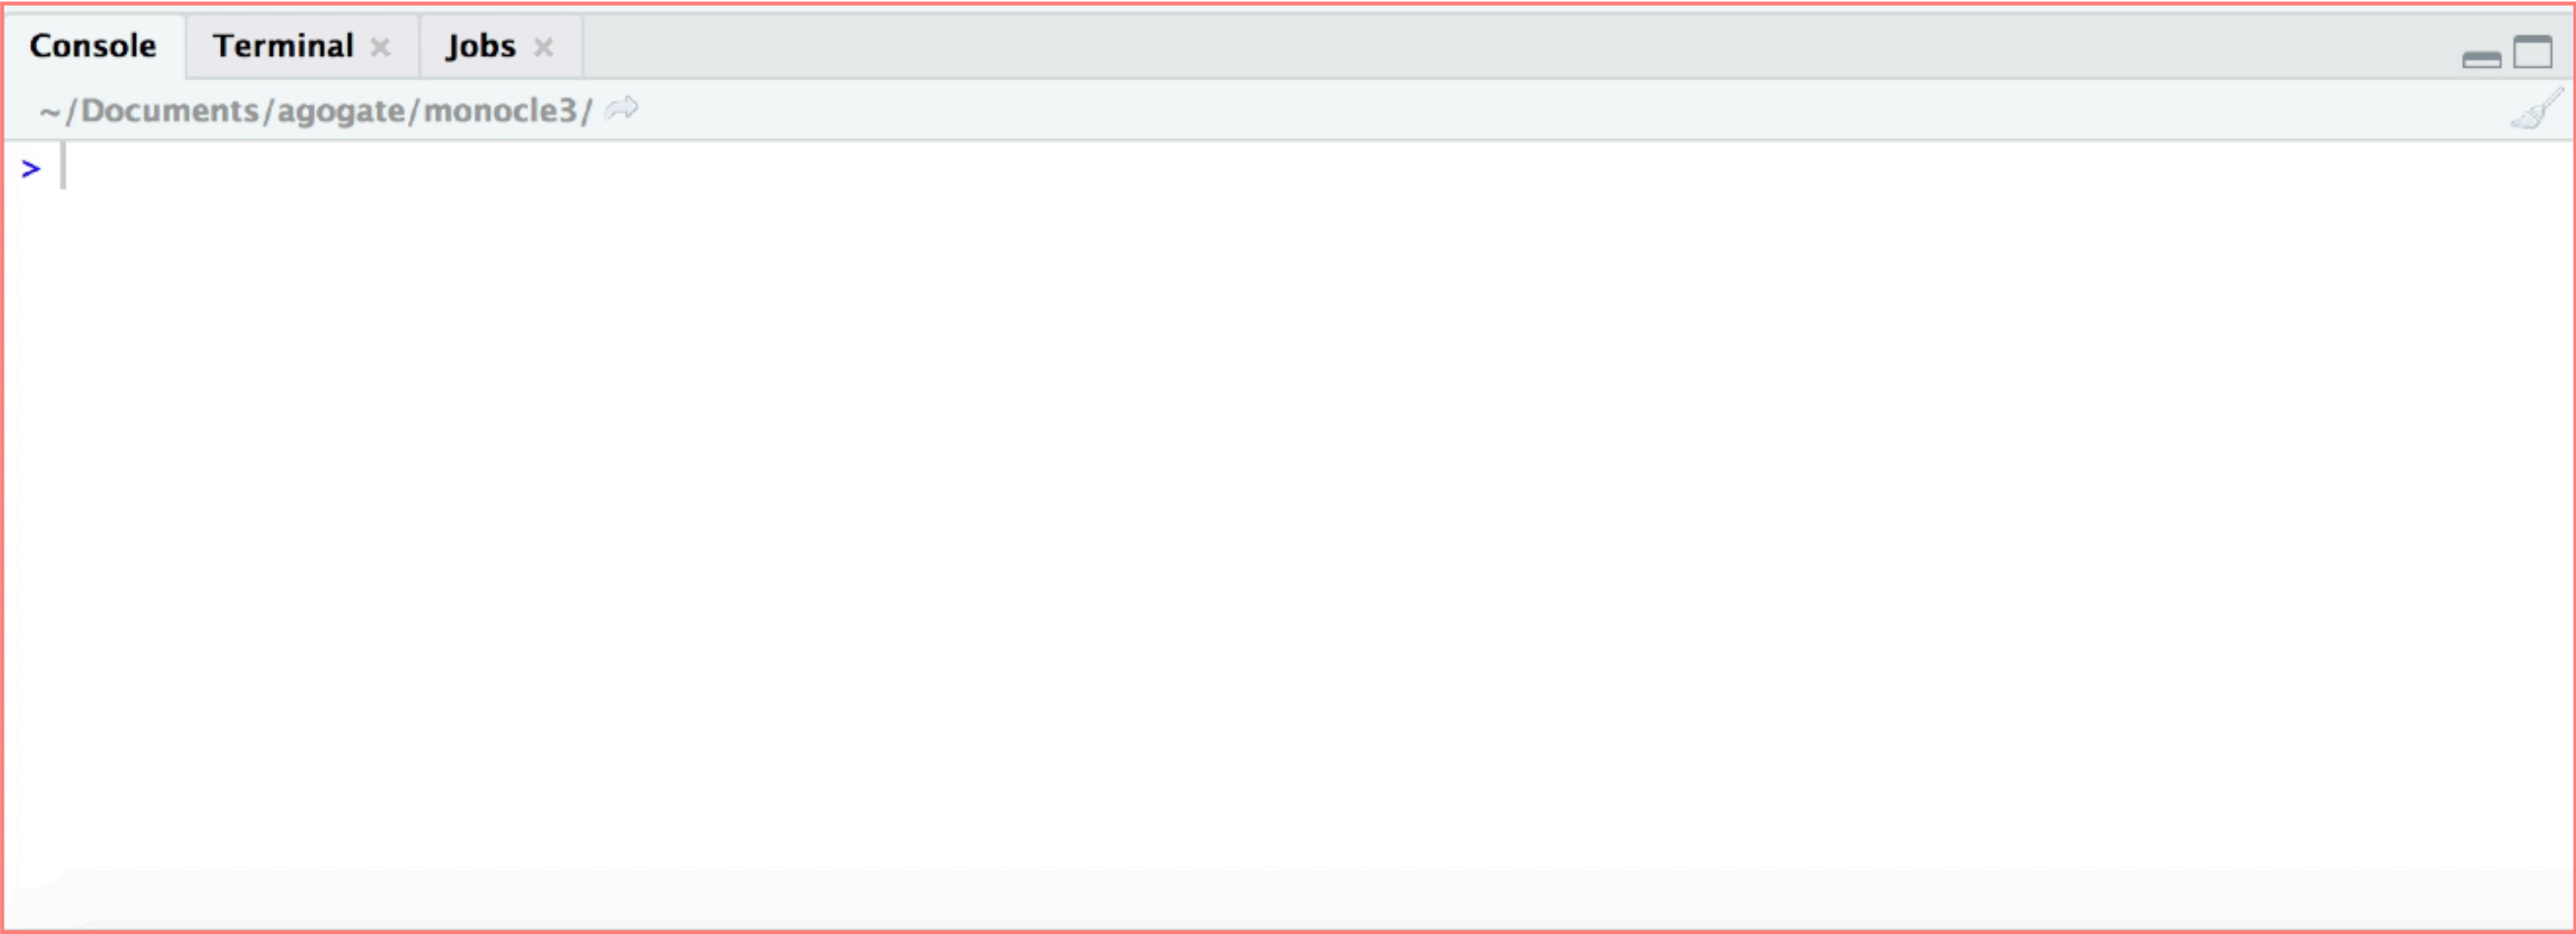 Console Terminal × Jobs ×
~/Documents/agogate/monocle3/
>